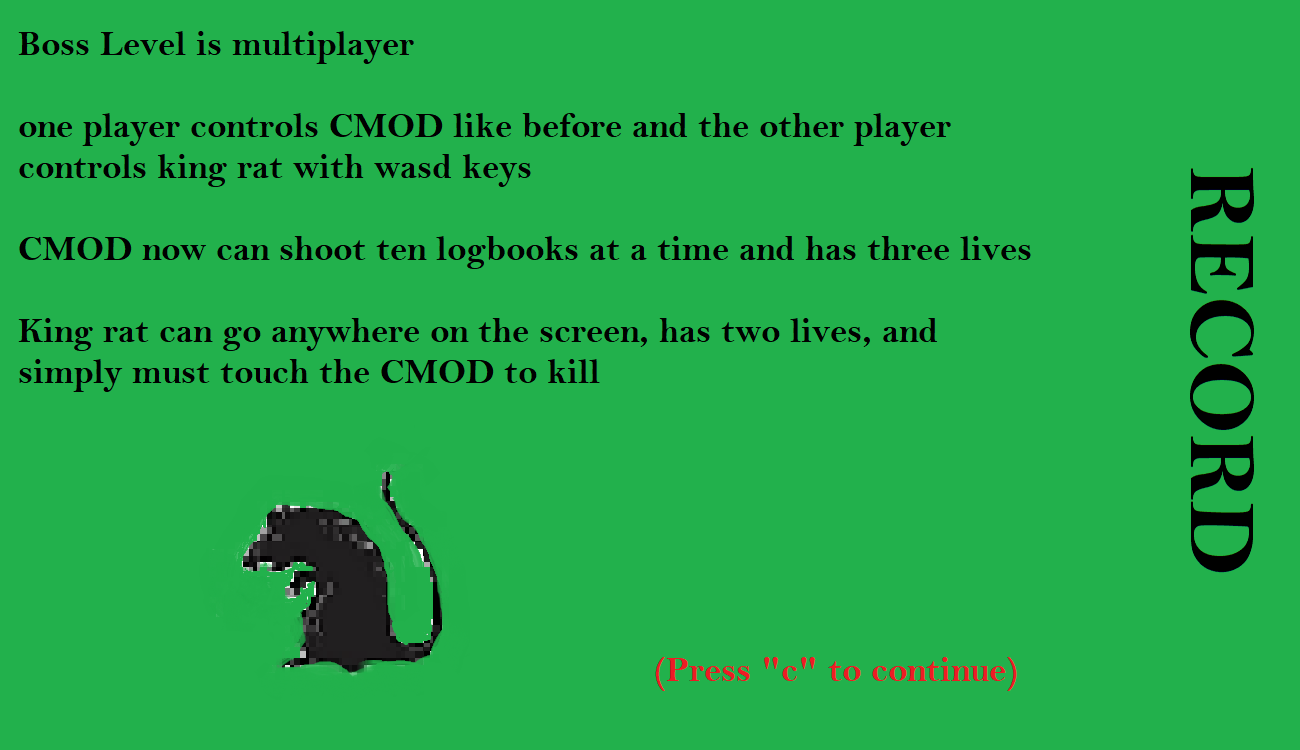 Boss Level is multiplayer
one player controls CMOD like before and the other player
controls king rat with wasd keys
CMOD now can shoot ten logbooks at a time and has three lives
King rat can go anywhere on the screen, has two lives, and
simply must touch the CMOD to kill
RECORD
(Press "c" to continue)